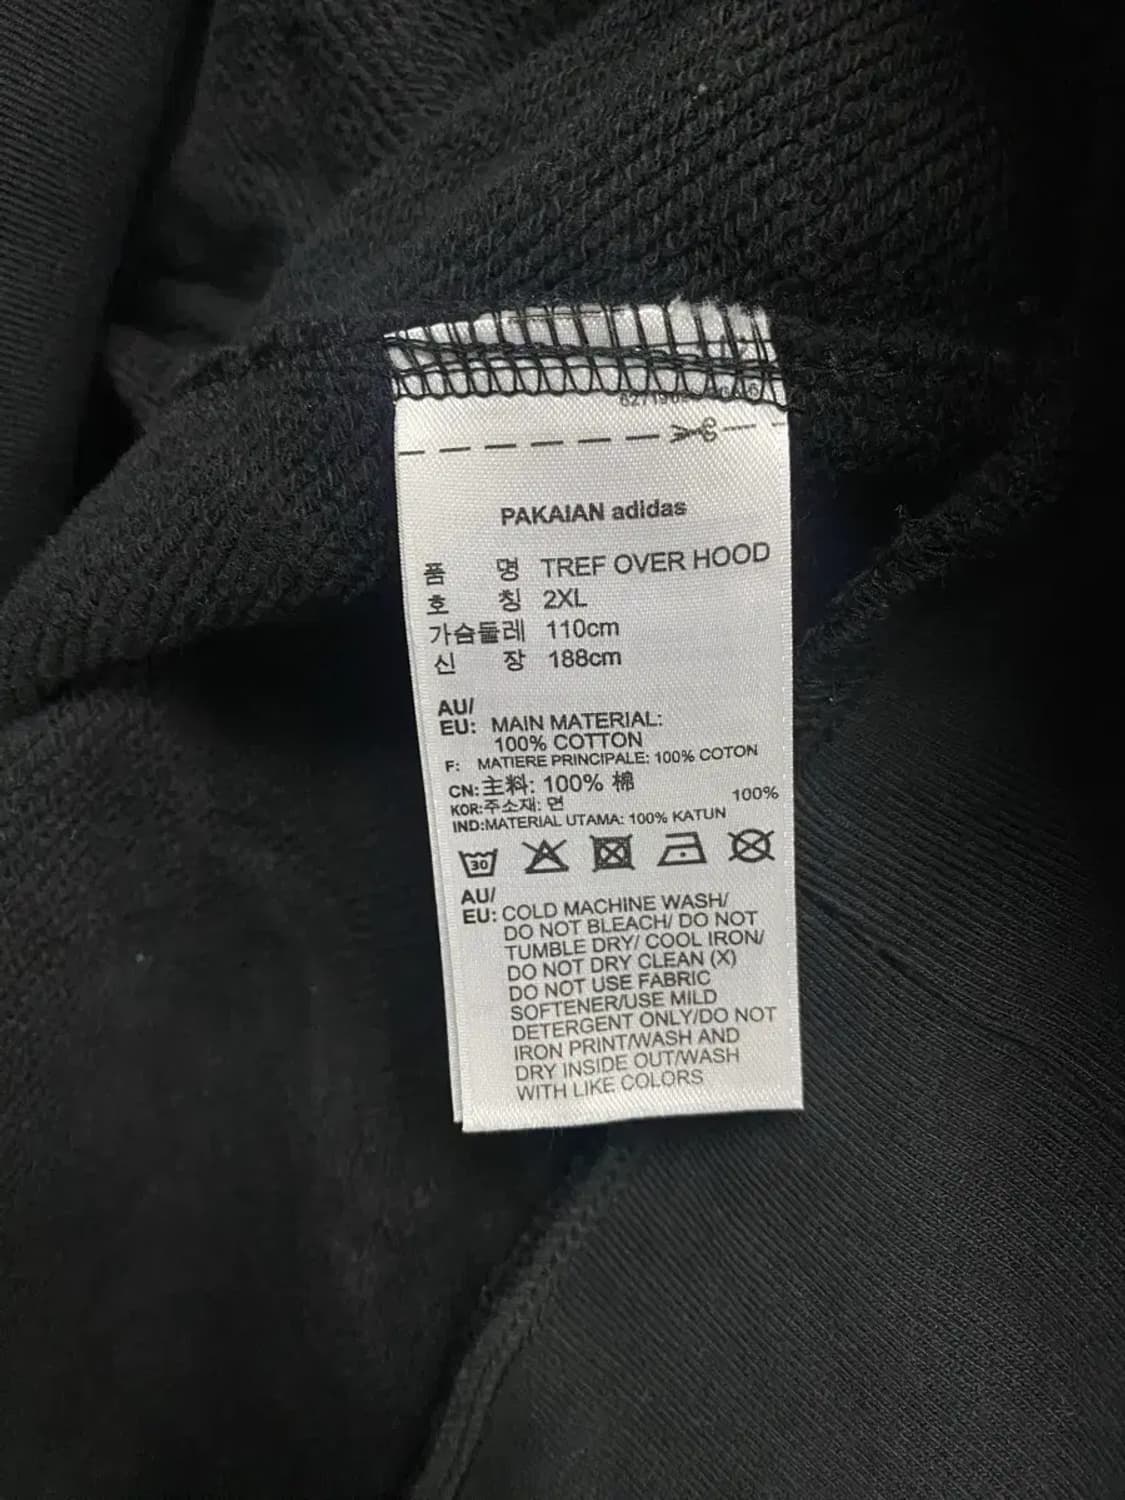 PAKAIAN adidas
품 명 TREF OVER HOOD
호 칭 2XL
가슴둘레 110cm
신 장 188cm
AU/
EU: MAIN MATERIAL:
100% COTTON
F: MATIERE PRINCIPALE: 100% COTON
CN:主料: 100% 棉
KOR:주소재: 면 100%
IND:MATERIAL UTAMA: 100% KATUN
30
AU/
EU: COLD MACHINE WASH/
DO NOT BLEACH/ DO NOT
TUMBLE DRY/ COOL IRON/
DO NOT DRY CLEAN (X)
DO NOT USE FABRIC
SOFTENER/USE MILD
DETERGENT ONLY/DO NOT
IRON PRINT/WASH AND
DRY INSIDE OUT/WASH
WITH LIKE COLORS